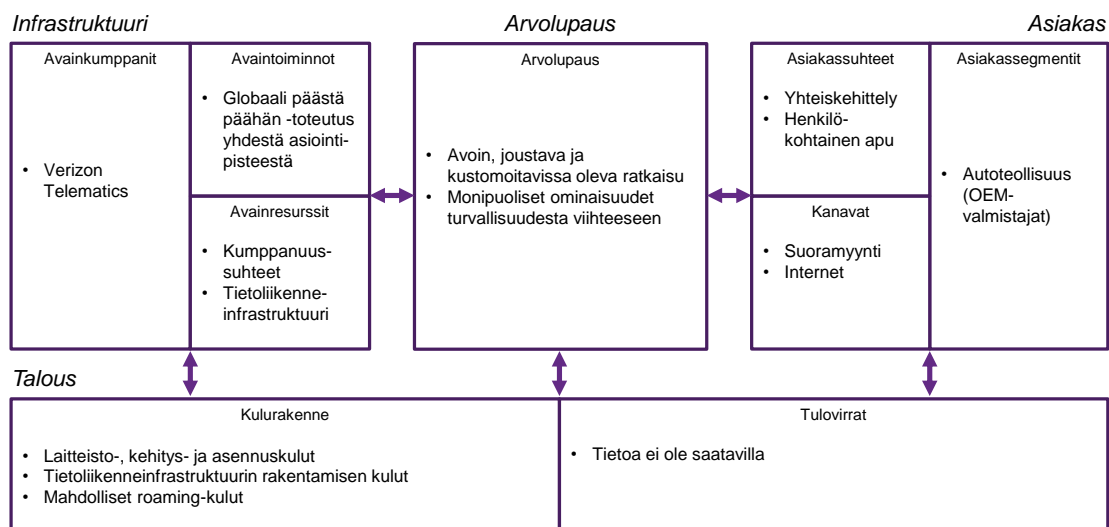 Infrastruktuuri
Arvolupaus
Asiakas
Avainkumppanit
• Verizon
Telematics
Avaintoiminnot
• Globaali päästä
päähän -toteutus
yhdestä asiointi-
pisteestä
Avainresurssit
• Kumppanuus-
suhteet
• Tietoliikenne-
infrastruktuuri
Arvolupaus
• Avoin, joustava ja
kustomoitavissa oleva ratkaisu
• Monipuoliset ominaisuudet
turvallisuudesta viihteeseen
Asiakassuhteet
• Yhteiskehittely
• Henkilö-
kohtainen apu
Kanavat
• Suoramyynti
• Internet
Asiakassegmentit
• Autoteollisuus
(OEM-
valmistajat)
Talous
Kulurakenne
• Laitteisto-, kehitys- ja asennuskulut
• Tietoliikenneinfrastruktuurin rakentamisen kulut
• Mahdolliset roaming-kulut
Tulovirrat
• Tietoa ei ole saatavilla